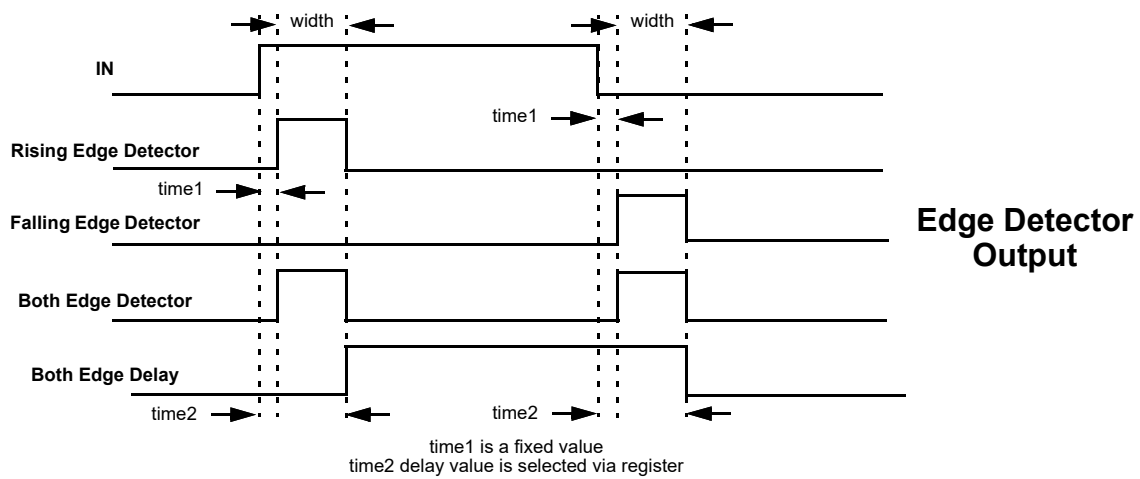 width
width
IN
time1
Rising Edge Detector
time1
Falling Edge Detector
Edge Detector
Output
Both Edge Detector
Both Edge Delay
time2
time2
time1 is a fixed value
time2 delay value is selected via register